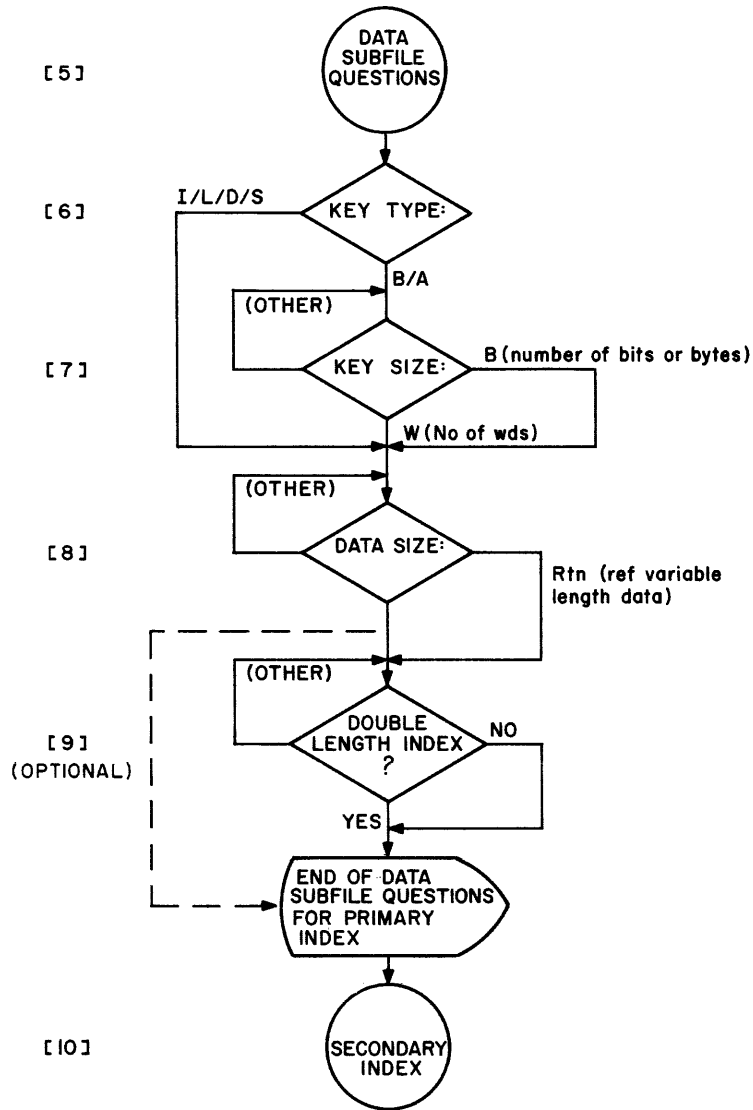 DATA
SUBFILE
QUESTIONS
[5]
I/L/D/S
[6]
KEY TYPE:
B/A
(OTHER)
B (number of bits or bytes)
[7]
KEY SIZE:
W (No of wds)
(OTHER)
[8]
DATA SIZE:
Rtn (ref variable
length data)
(OTHER)
[9]
(OPTIONAL)
DOUBLE
LENGTH INDEX
?
NO
YES
END OF DATA
SUBFILE QUESTIONS
FOR PRIMARY
INDEX
[10]
SECONDARY
INDEX